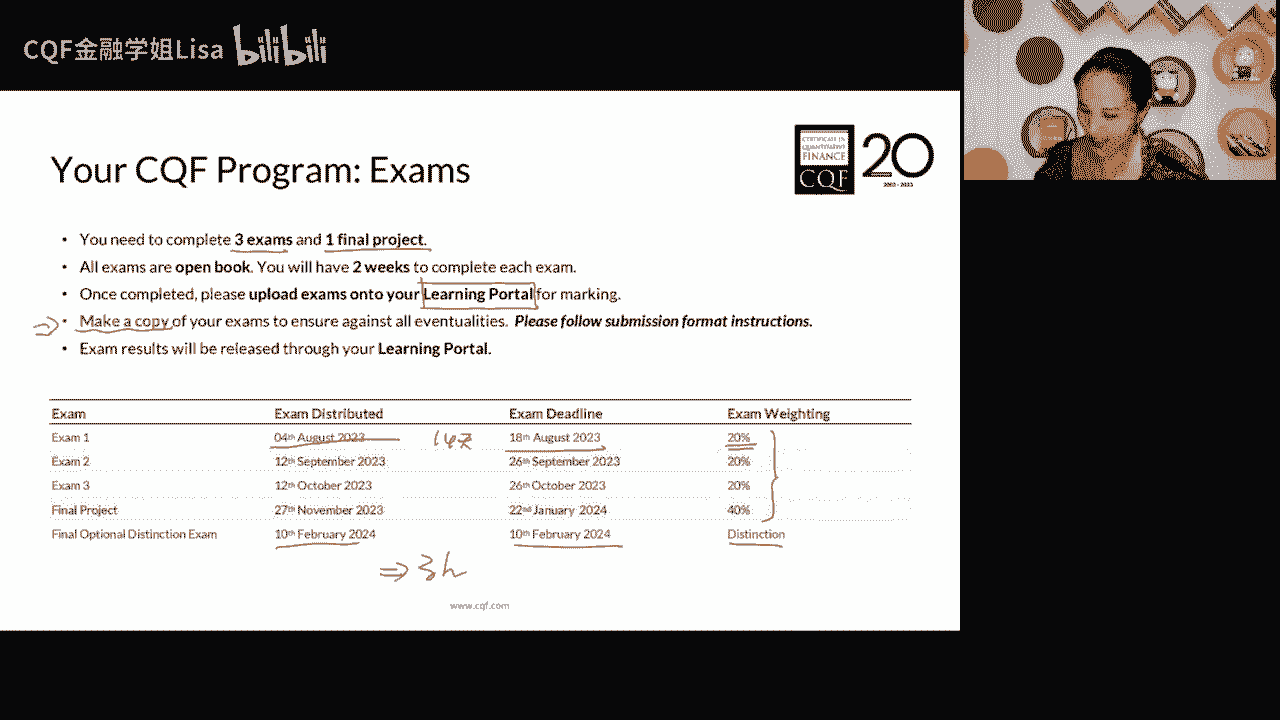 CQF金融学姐Lisa bilibili
Your CQF Program: Exams
CERTIFICATE IN
QUANTITATIVE
FINANCE
CQF
20
2003 - 2023
• You need to complete 3 exams and 1 final project.
• All exams are open book. You will have 2 weeks to complete each exam.
• Once completed, please upload exams onto your Learning Portal for marking.
• Make a copy of your exams to ensure against all eventualities. Please follow submission format instructions.
• Exam results will be released through your Learning Portal.
Exam Exam Distributed Exam Deadline Exam Weighting
Exam 1 04th August 2023 18th August 2023 20%
Exam 2 12th September 2023 26th September 2023 20%
Exam 3 12th October 2023 26th October 2023 20%
Final Project 27th November 2023 22nd January 2024 40%
Final Optional Distinction Exam 10th February 2024 10th February 2024 Distinction
⇒ 3h
www.cqf.com